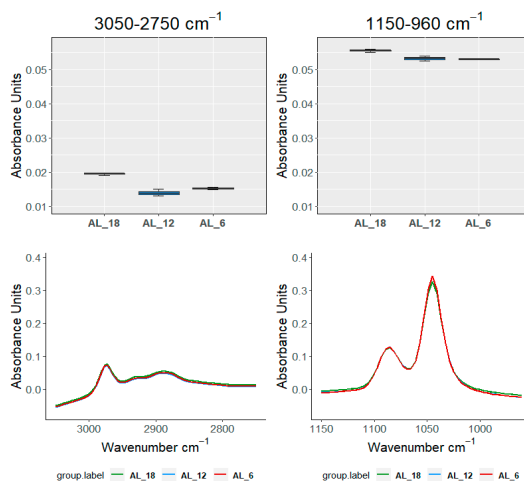 3050-2750 cm⁻¹
1150-960 cm⁻¹
Absorbance Units
0.05
0.04
0.03
0.02
0.01
AL_18 AL_12 AL_6
Absorbance Units
0.05
0.04
0.03
0.02
0.01
AL_18 AL_12 AL_6
Absorbance Units
0.4
0.3
0.2
0.1
0.0
3000 2900 2800
Wavenumber cm⁻¹
Absorbance Units
0.4
0.3
0.2
0.1
0.0
1150 1100 1050 1000
Wavenumber cm⁻¹
group.label AL_18 AL_12 AL_6
group.label AL_18 AL_12 AL_6